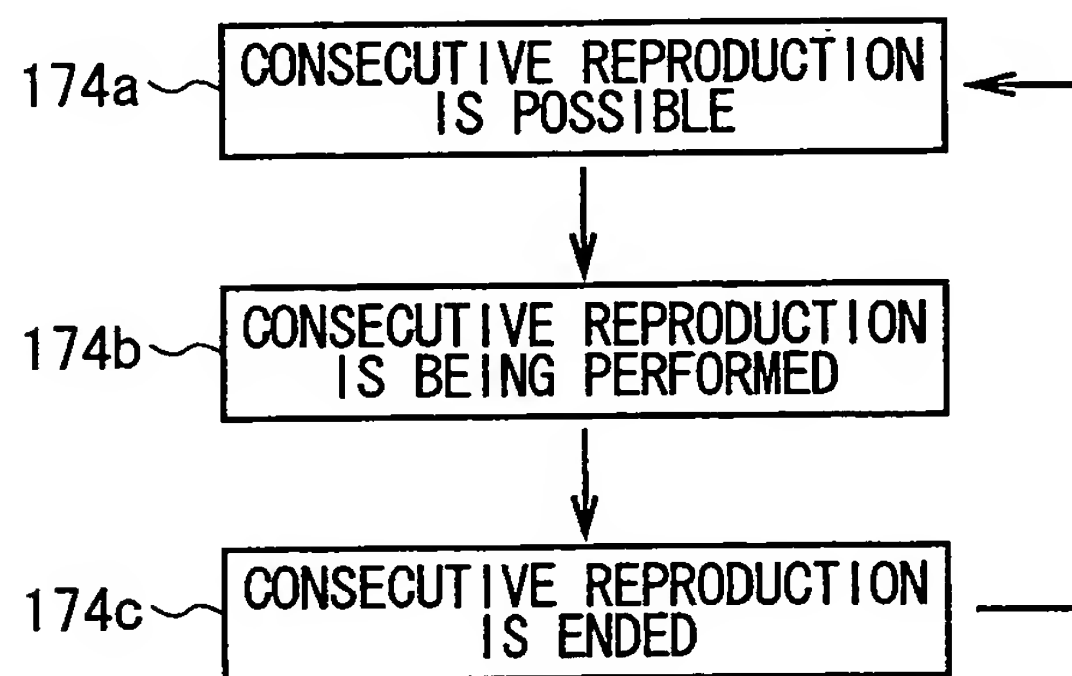 174a
CONSECUTIVE REPRODUCTION
IS POSSIBLE
174b
CONSECUTIVE REPRODUCTION
IS BEING PERFORMED
174c
CONSECUTIVE REPRODUCTION
IS ENDED